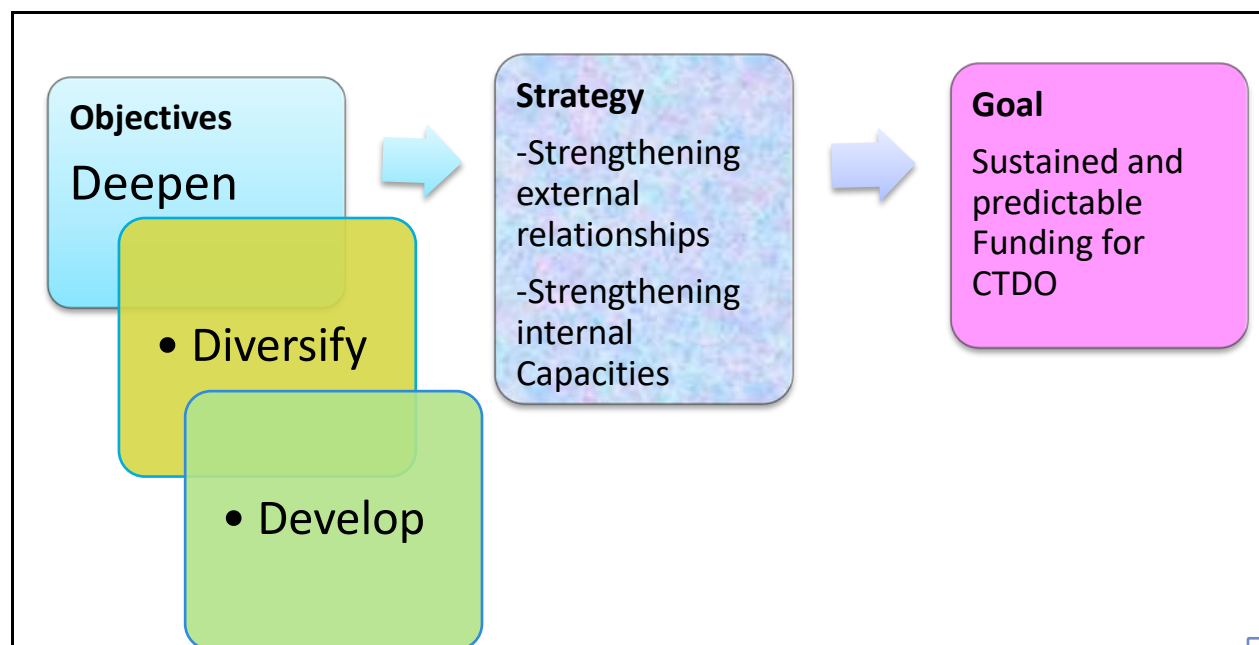 Objectives
Deepen
• Diversify
• Develop
Strategy
-Strengthening
external
relationships
-Strengthening
internal
Capacities
Goal
Sustained and
predictable
Funding for
CTDO